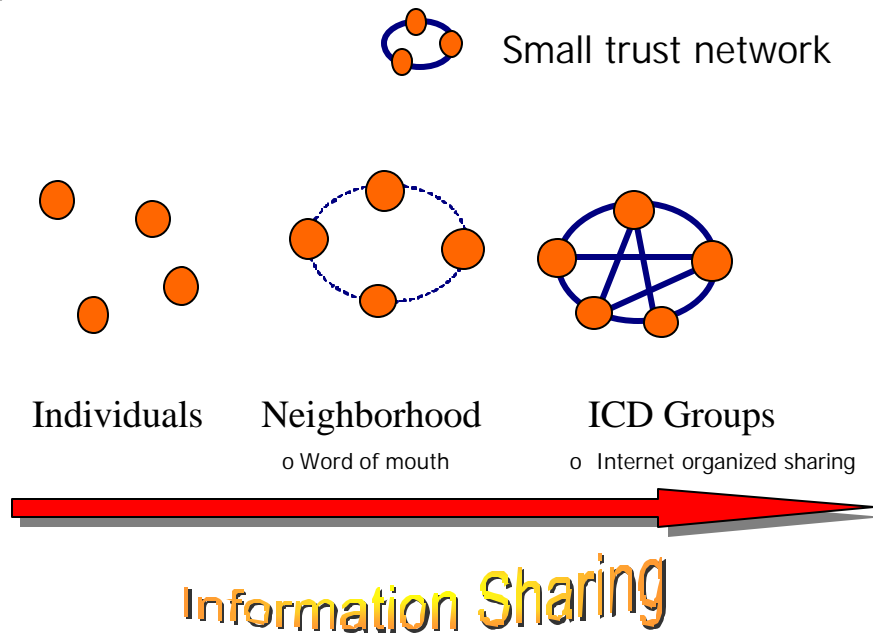 Small trust network
Individuals Neighborhood ICD Groups
o Word of mouth o Internet organized sharing
Information Sharing